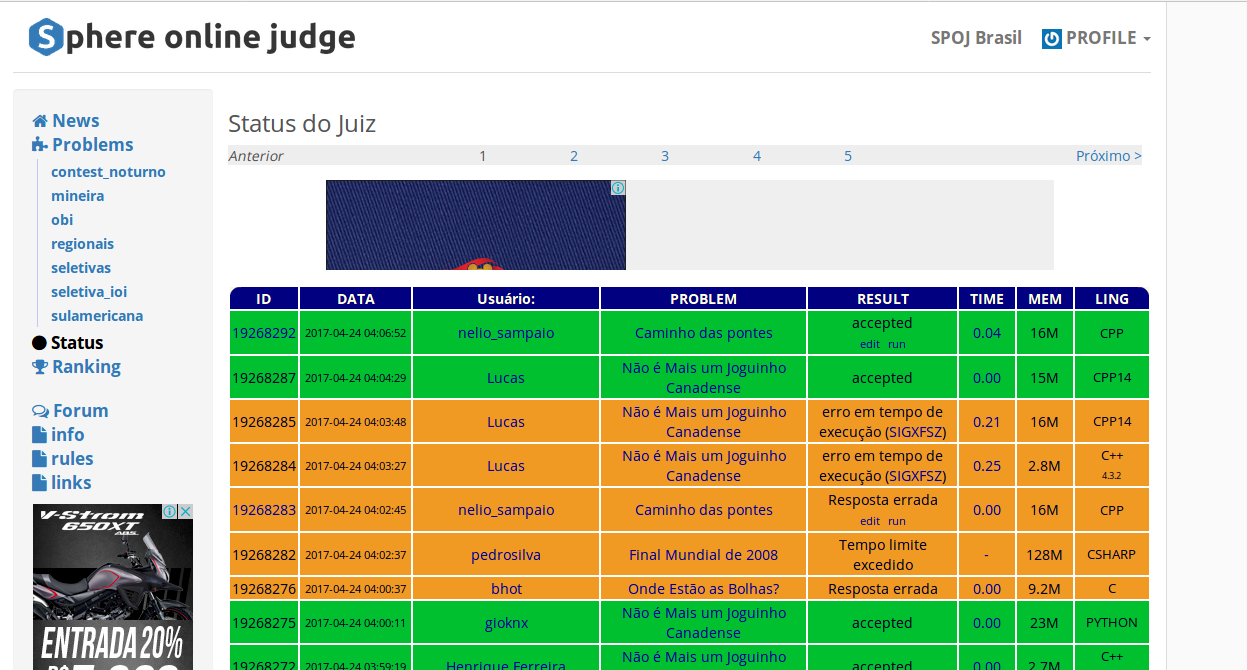 Sphere online judge
SPOJ Brasil PROFILE
News
Problems
contest_noturno
mineira
obi
regionais
seletivas
seletiva_ioi
sulamericana
Status
Ranking
Forum
info
rules
links
V-Strom
650XT
ABS
ENTRADA 20%
Status do Juiz
Anterior 1 2 3 4 5 Próximo >
ID DATA Usuário: PROBLEM RESULT TIME MEM LING
19268292 2017-04-24 04:06:52 nelio_sampaio Caminho das pontes accepted 0.04 16M CPP
edit run
19268287 2017-04-24 04:04:29 Lucas Não é Mais um Joguinho accepted 0.00 15M CPP14
Canadense
19268285 2017-04-24 04:03:48 Lucas Não é Mais um Joguinho erro em tempo de 0.21 16M CPP14
Canadense execução (SIGXFSZ)
19268284 2017-04-24 04:03:27 Lucas Não é Mais um Joguinho erro em tempo de 0.25 2.8M C++
Canadense execução (SIGXFSZ) 4.3.2
19268283 2017-04-24 04:02:45 nelio_sampaio Caminho das pontes Resposta errada 0.00 16M CPP
edit run
19268282 2017-04-24 04:02:37 pedrosilva Final Mundial de 2008 Tempo limite - 128M CSHARP
excedido
19268276 2017-04-24 04:00:37 bhot Onde Estão as Bolhas? Resposta errada 0.00 9.2M C
19268275 2017-04-24 04:00:11 gioknx Não é Mais um Joguinho accepted 0.00 23M PYTHON
Canadense
19268272 2017-04-24 03:59:19 Henrique Ferreira Não é Mais um Joguinho accepted 0.00 2.7M C++